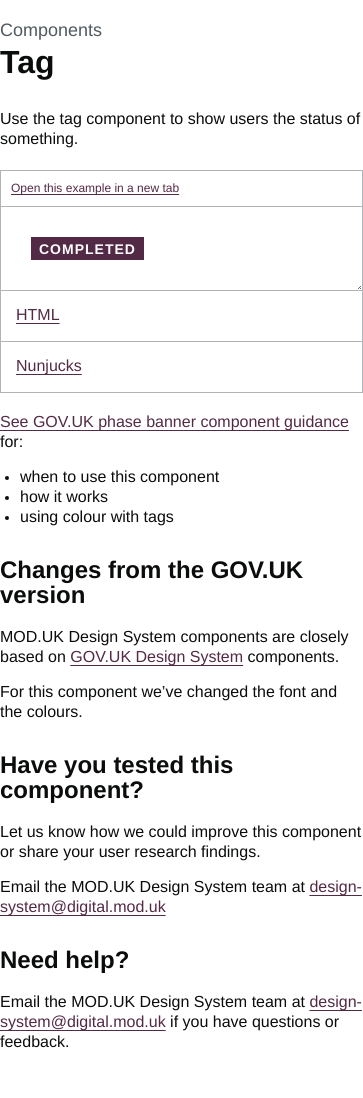 Components
Tag
Use the tag component to show users the status of
something.
Open this example in a new tab
COMPLETED
HTML
Nunjucks
See GOV.UK phase banner component guidance
for:
• when to use this component
• how it works
• using colour with tags
Changes from the GOV.UK
version
MOD.UK Design System components are closely
based on GOV.UK Design System components.
For this component we’ve changed the font and
the colours.
Have you tested this
component?
Let us know how we could improve this component
or share your user research findings.
Email the MOD.UK Design System team at design-
system@digital.mod.uk
Need help?
Email the MOD.UK Design System team at design-
system@digital.mod.uk if you have questions or
feedback.